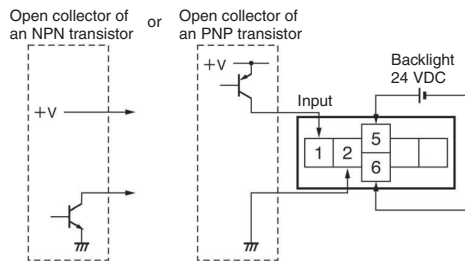 Open collector of
an NPN transistor
or
Open collector of
a PNP transistor
+V
+V
Input
Backlight
24 VDC
1
2
5
6